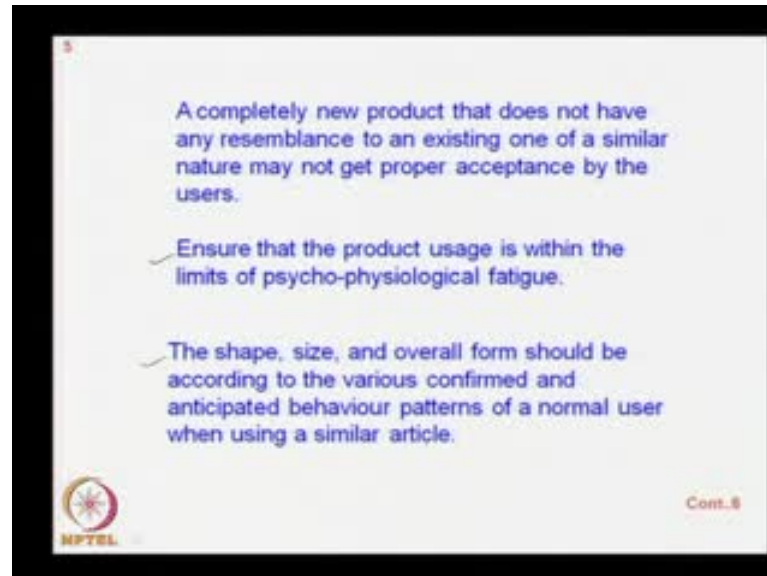 5
A completely new product that does not have
any resemblance to an existing one of a similar
nature may not get proper acceptance by the
users.
Ensure that the product usage is within the
limits of psycho-physiological fatigue.
The shape, size, and overall form should be
according to the various confirmed and
anticipated behaviour patterns of a normal user
when using a similar article.
Cont..6
NPTEL